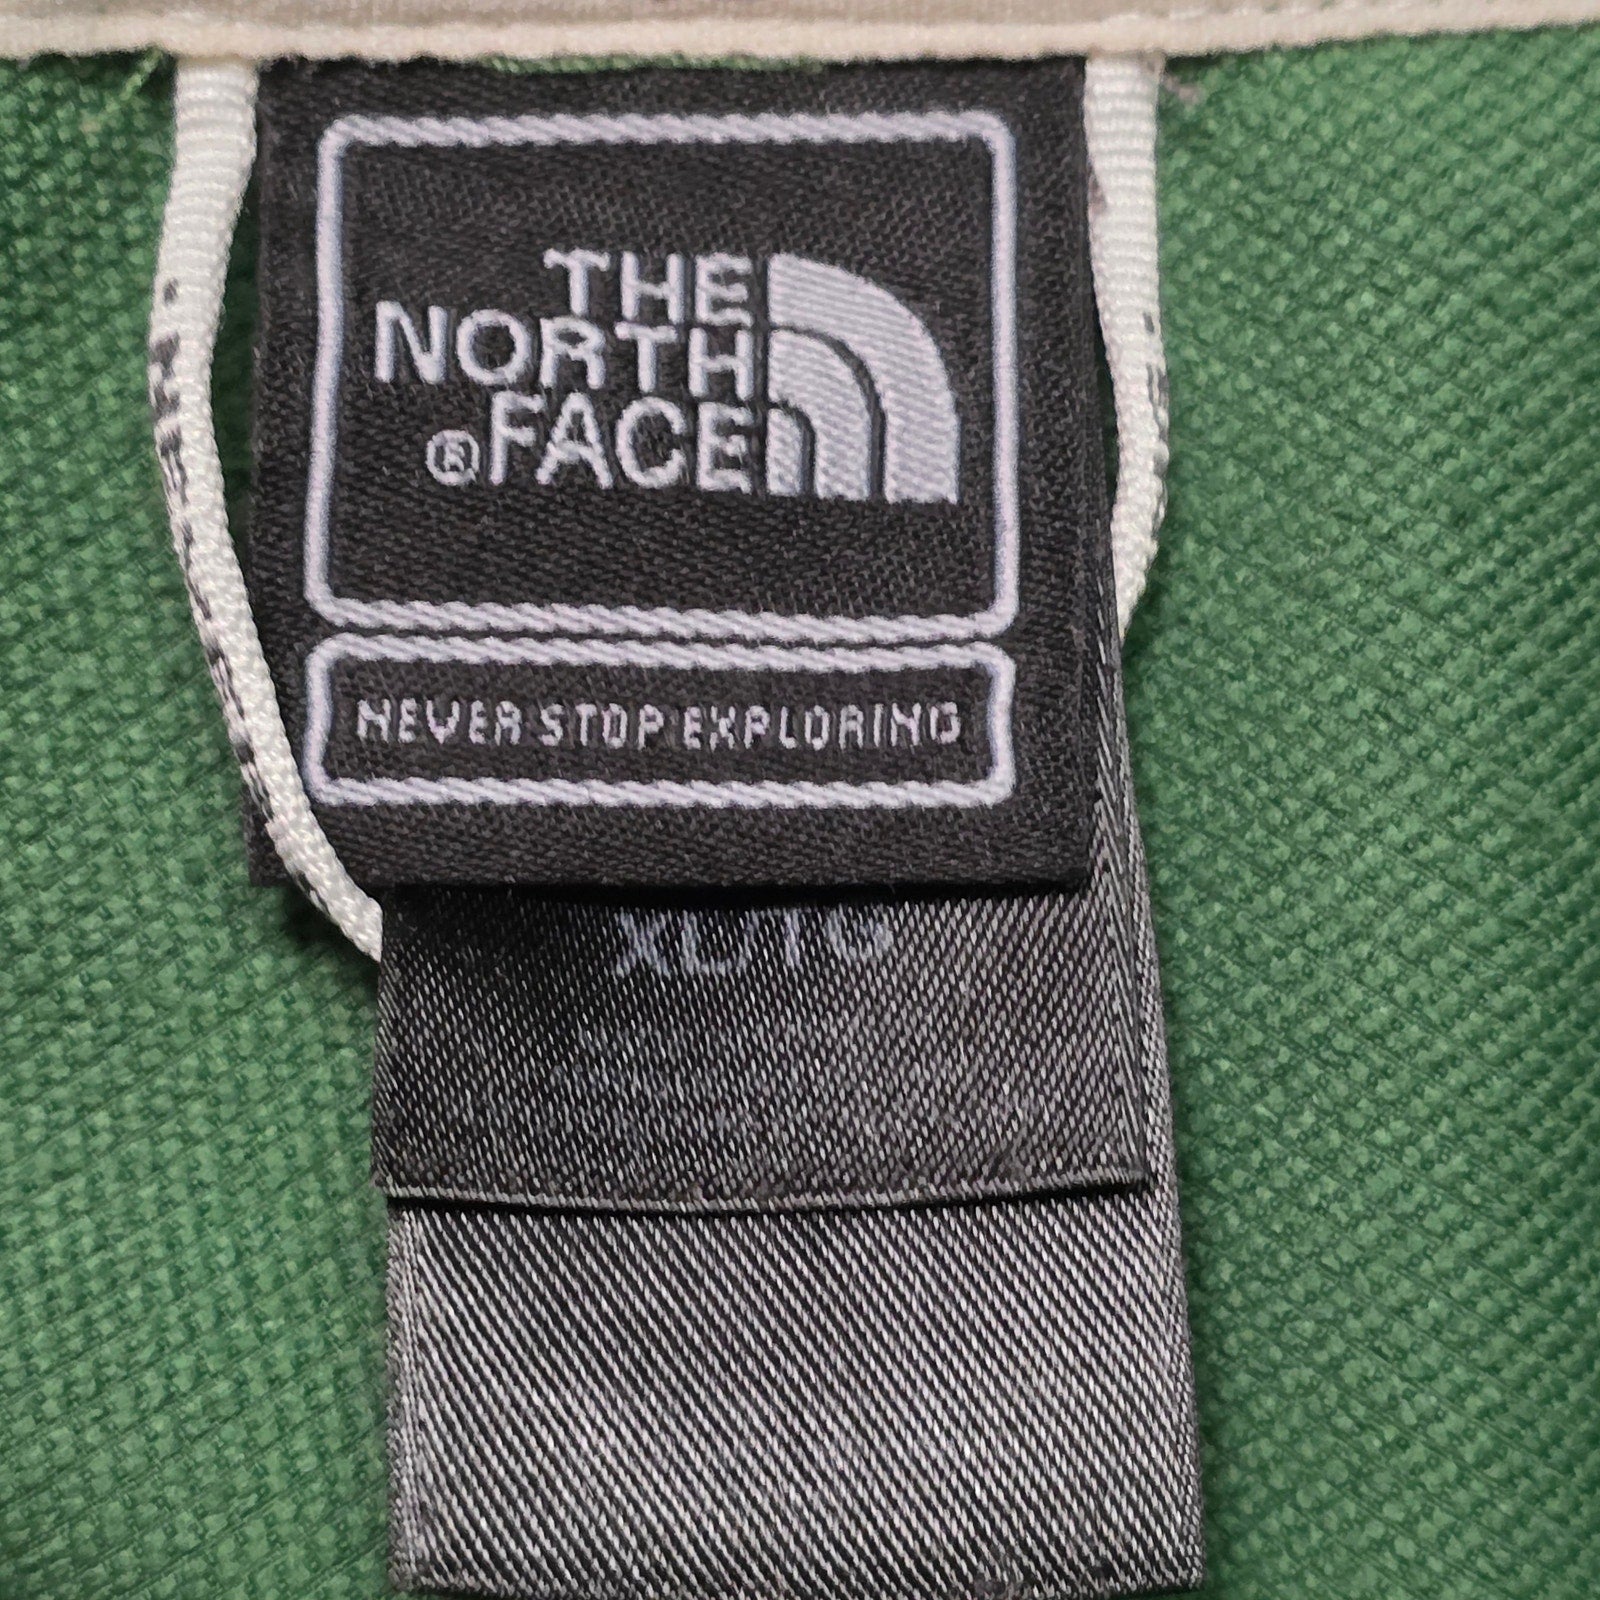 THE
NORTH
®FACE
NEVER STOP EXPLORING
XL/TG